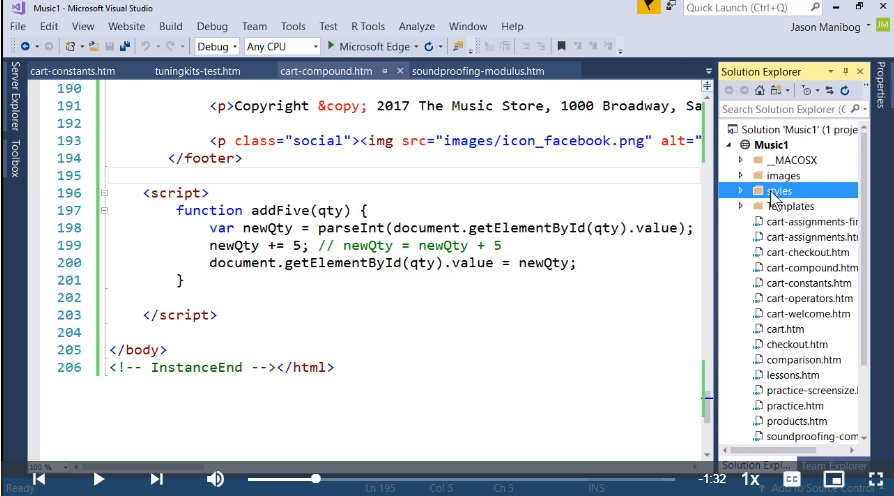 Music1 - Microsoft Visual Studio
Quick Launch (Ctrl+Q)
File Edit View Website Build Debug Team Tools Test R Tools Analyze Window Help
Jason Manibog JM
Debug Any CPU Microsoft Edge
cart-constants.htm tuningkits-test.htm cart-compound.htm soundproofing-modulus.htm
Server Explorer
Toolbox
190
191 <p>Copyright &copy; 2017 The Music Store, 1000 Broadway, Sa
192
193 <p class="social"><img src="images/icon_facebook.png" alt="
194 </footer>
195
196 <script>
197 function addFive(qty) {
198 var newQty = parseInt(document.getElementById(qty).value);
199 newQty += 5; // newQty = newQty + 5
200 document.getElementById(qty).value = newQty;
201 }
202
203 </script>
204
205 </body>
206 <!-- InstanceEnd --></html>
100 %
Solution Explorer
Search Solution Explorer (C
Solution 'Music1' (1 proje
Music1
__MACOSX
images
styles
Templates
cart-assignments-fir
cart-assignments.ht
cart-checkout.htm
cart-compound.htm
cart-constants.htm
cart-operators.htm
cart-welcome.htm
cart.htm
checkout.htm
comparison.htm
lessons.htm
practice-screensize.
practice.htm
products.htm
soundproofing-com
Solution Expl... Team Explorer
Properties
Ready Ln 195 Col 5 Ch 5 INS Add to Source Control
-1:32 1x CC